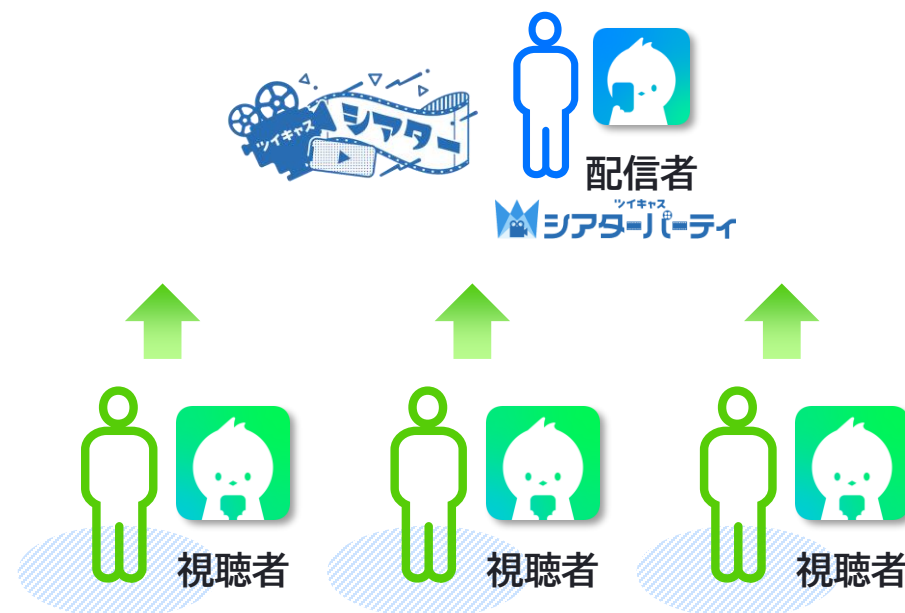 ツイキャス
シアター
配信者
ツイキャス
シアターパーティ
視聴者
視聴者
視聴者